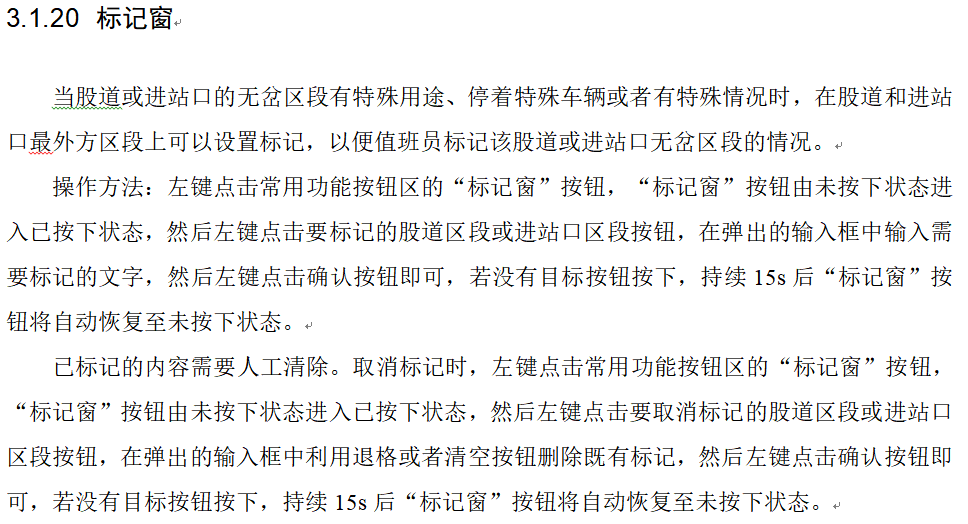 3.1.20 标记窗
当股道或进站口的无岔区段有特殊用途、停着特殊车辆或者有特殊情况时，在股道和进站
口最外方区段上可以设置标记，以便值班员标记该股道或进站口无岔区段的情况。
操作方法：左键点击常用功能按钮区的“标记窗”按钮，“标记窗”按钮由未按下状态进
入已按下状态，然后左键点击要标记的股道区段或进站口区段按钮，在弹出的输入框中输入需
要标记的文字，然后左键点击确认按钮即可，若没有目标按钮按下，持续 15s 后“标记窗”按
钮将自动恢复至未按下状态。
已标记的内容需要人工清除。取消标记时，左键点击常用功能按钮区的“标记窗”按钮，
“标记窗”按钮由未按下状态进入已按下状态，然后左键点击要取消标记的股道区段或进站口
区段按钮，在弹出的输入框中利用退格或者清空按钮删除既有标记，然后左键点击确认按钮即
可，若没有目标按钮按下，持续 15s 后“标记窗”按钮将自动恢复至未按下状态。